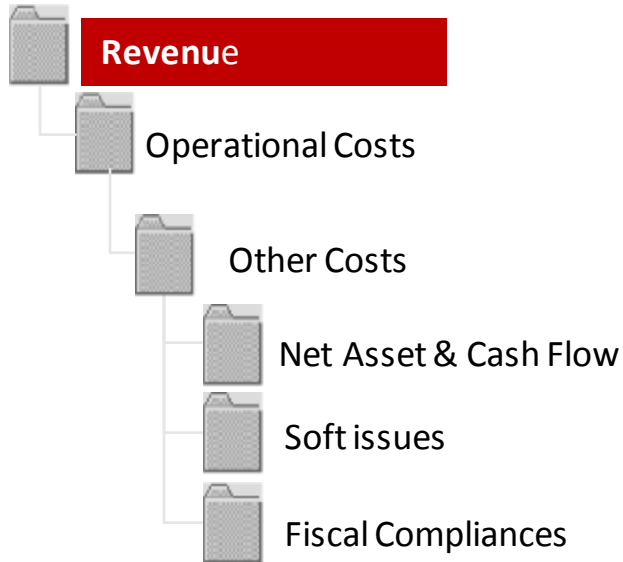 Revenue
Operational Costs
Other Costs
Net Asset & Cash Flow
Soft issues
Fiscal Compliances